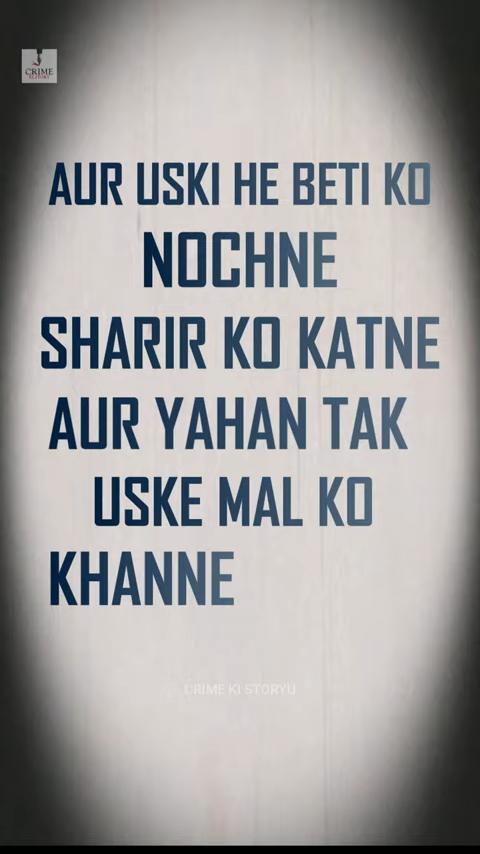 CRIME
AUR USKI HE BETI KO
NOCHNE
SHARIR KO KATNE
AUR YAHAN TAK
USKE MAL KO
KHANNE
CRIME KI STORYU